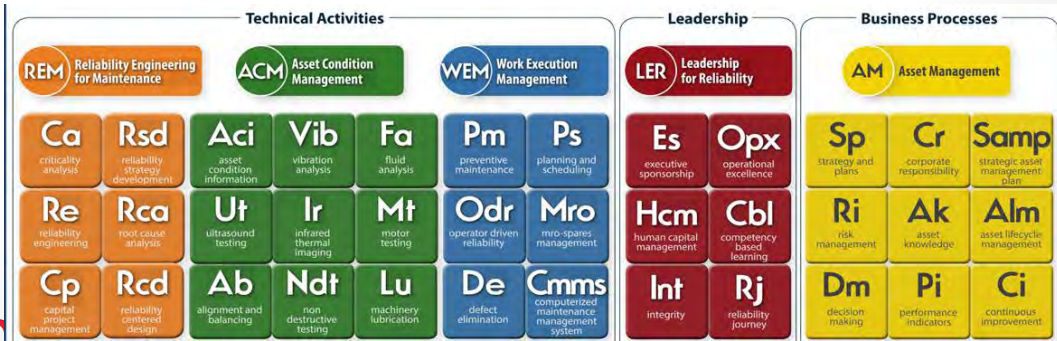 Technical Activities
Leadership
Business Processes
REM Reliability Engineering
for Maintenance
ACM Asset Condition
Management
WEM Work Execution
Management
LER Leadership
for Reliability
AM Asset Management
Ca
criticality
analysis
Rsd
reliability
strategy
development
Aci
asset
condition
information
Vib
vibration
analysis
Fa
fluid
analysis
Pm
preventive
maintenance
Ps
planning and
scheduling
Es
executive
sponsorship
Opx
operational
excellence
Sp
strategy and
plans
Cr
corporate
responsibility
Samp
strategic asset
management
plan
Re
reliability
engineering
Rca
root cause
analysis
Ut
ultrasound
testing
Ir
infrared
thermal
imaging
Mt
motor
testing
Odr
operator driven
reliability
Mro
mro-spares
management
Hcm
human capital
management
Cbl
competency
based
learning
Ri
risk
management
Ak
asset
knowledge
Alm
asset lifecycle
management
Cp
capital
project
management
Rcd
reliability
centered
design
Ab
alignment and
balancing
Ndt
non
destructive
testing
Lu
machinery
lubrication
De
defect
elimination
Cmms
computerized
maintenance
management
system
Int
integrity
Rj
reliability
journey
Dm
decision
making
Pi
performance
indicators
Ci
continuous
improvement